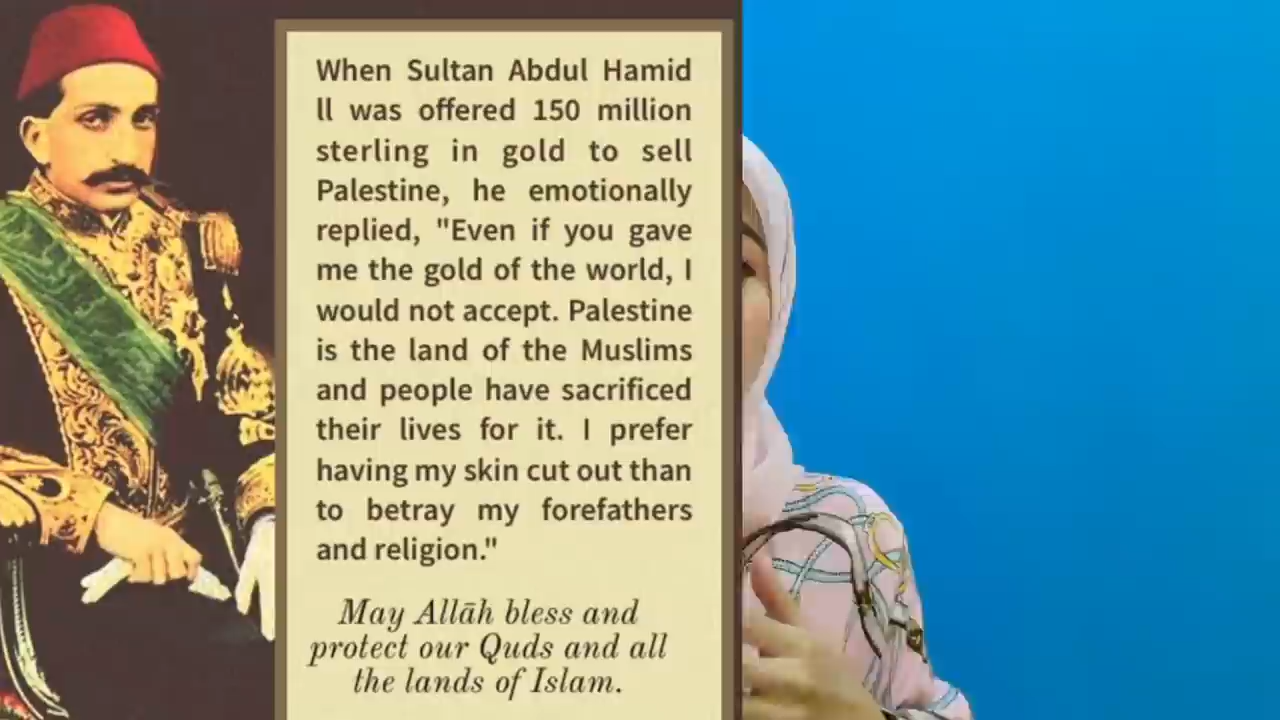 When Sultan Abdul Hamid
ll was offered 150 million
sterling in gold to sell
Palestine, he emotionally
replied, "Even if you gave
me the gold of the world, I
would not accept. Palestine
is the land of the Muslims
and people have sacrificed
their lives for it. I prefer
having my skin cut out than
to betray my forefathers
and religion."
May Allāh bless and
protect our Quds and all
the lands of Islam.